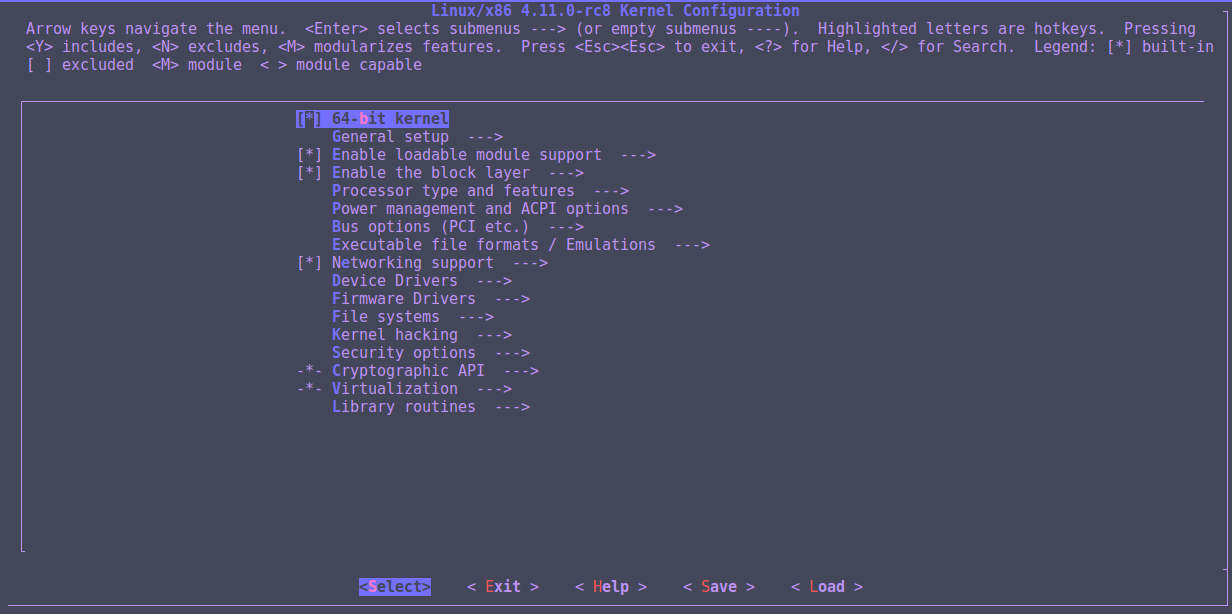 Linux/x86 4.11.0-rc8 Kernel Configuration
Arrow keys navigate the menu.  <Enter> selects submenus ---> (or empty submenus ----).  Highlighted letters are hotkeys.  Pressing
<Y> includes, <N> excludes, <M> modularizes features.  Press <Esc><Esc> to exit, <?> for Help, </> for Search.  Legend: [*] built-in
[ ] excluded  <M> module  < > module capable
[*] 64-bit kernel
General setup  --->
[*] Enable loadable module support  --->
[*] Enable the block layer  --->
Processor type and features  --->
Power management and ACPI options  --->
Bus options (PCI etc.)  --->
Executable file formats / Emulations  --->
[*] Networking support  --->
Device Drivers  --->
Firmware Drivers  --->
File systems  --->
Kernel hacking  --->
Security options  --->
-*- Cryptographic API  --->
-*- Virtualization  --->
Library routines  --->
<Select>    < Exit >    < Help >    < Save >    < Load >